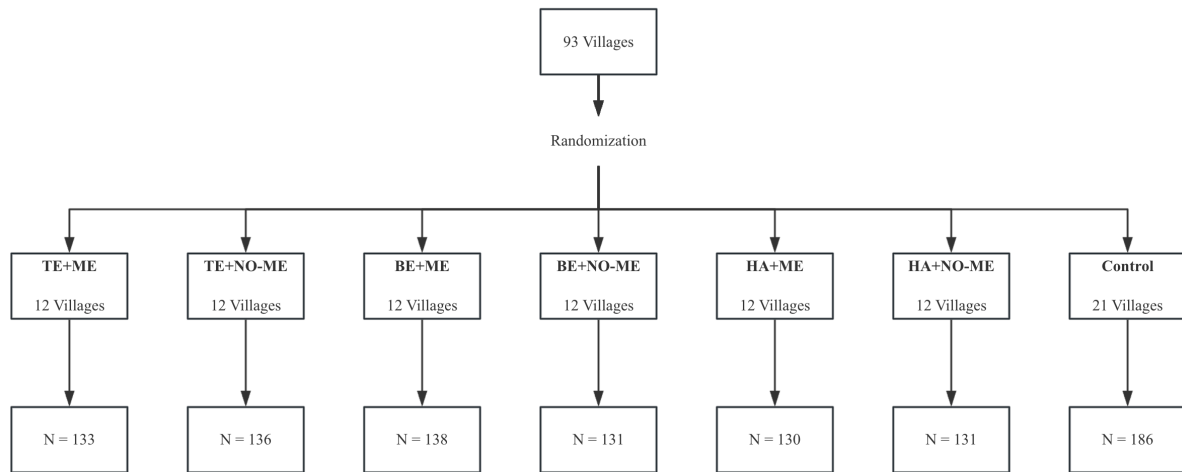 93 Villages
Randomization
TE+ME
12 Villages
TE+NO-ME
12 Villages
BE+ME
12 Villages
BE+NO-ME
12 Villages
HA+ME
12 Villages
HA+NO-ME
12 Villages
Control
21 Villages
N = 133
N = 136
N = 138
N = 131
N = 130
N = 131
N = 186